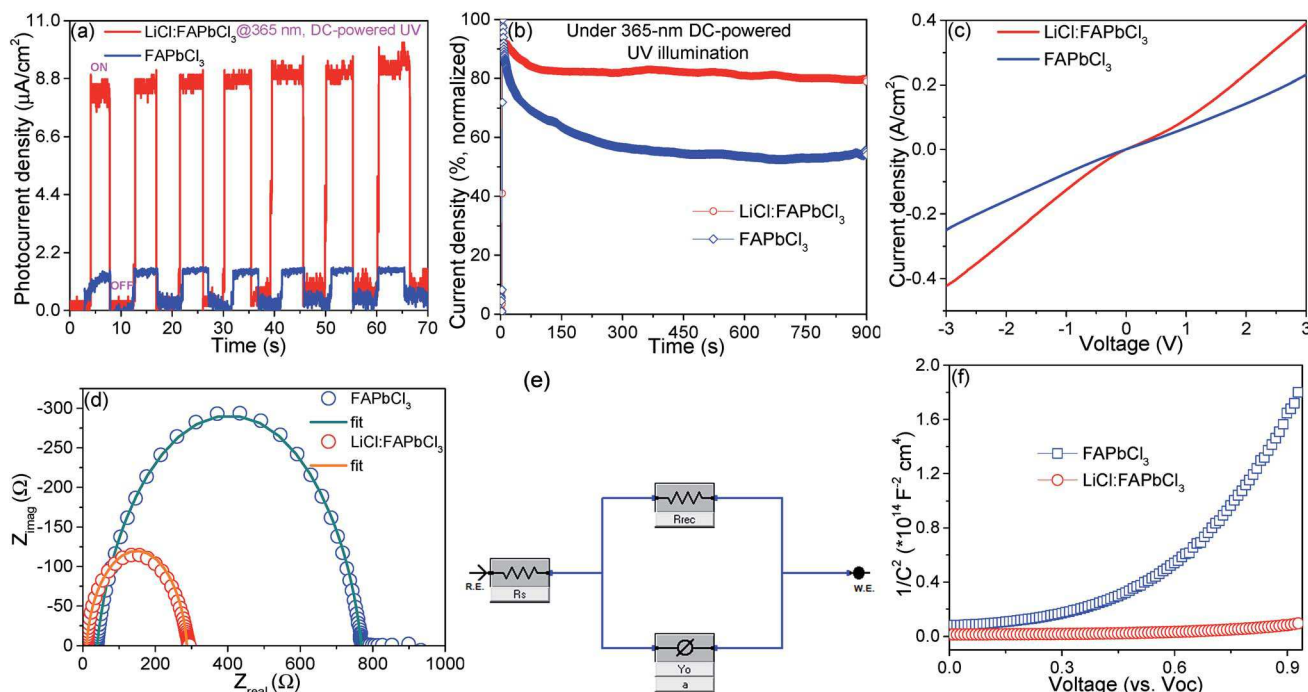 (a)
LiCl:FAPbCl₃ @365 nm, DC-powered UV
FAPbCl₃
ON
OFF
Photocurrent density (µA/cm²)
11.0
8.8
6.6
4.4
2.2
0.0
0 10 20 30 40 50 60 70
Time (s)
(b)
Under 365-nm DC-powered
UV illumination
LiCl:FAPbCl₃
FAPbCl₃
Current density (%, normalized)
100
80
60
40
20
0
0 150 300 450 600 750 900
Time (s)
(c)
LiCl:FAPbCl₃
FAPbCl₃
Current density (A/cm²)
0.4
0.2
0.0
-0.2
-0.4
-3 -2 -1 0 1 2 3
Voltage (V)
(d)
FAPbCl₃
fit
LiCl:FAPbCl₃
fit
Zimag (Ω)
-300
-250
-200
-150
-100
-50
0
0 200 400 600 800 1000
Zreal (Ω)
(e)
R.E.
Rs
Rrec
Yo
a
W.E.
(f)
FAPbCl₃
LiCl:FAPbCl₃
1/C² (*10¹⁴ F⁻² cm⁴)
2.0
1.6
1.2
0.8
0.4
0.0
0.0 0.3 0.6 0.9
Voltage (vs. Voc)